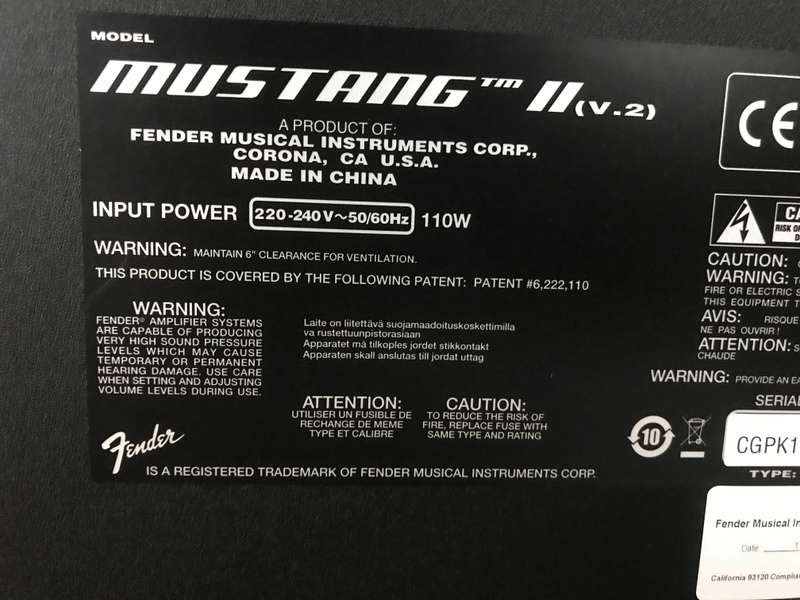 MODEL
MUSTANG™ II (V.2)
A PRODUCT OF:
FENDER MUSICAL INSTRUMENTS CORP.,
CORONA, CA U.S.A.
MADE IN CHINA
INPUT POWER 220-240V~50/60Hz 110W
WARNING: MAINTAIN 6" CLEARANCE FOR VENTILATION.
THIS PRODUCT IS COVERED BY THE FOLLOWING PATENT: PATENT #6,222,110
WARNING:
FENDER® AMPLIFIER SYSTEMS
ARE CAPABLE OF PRODUCING
VERY HIGH SOUND PRESSURE
LEVELS WHICH MAY CAUSE
TEMPORARY OR PERMANENT
HEARING DAMAGE. USE CARE
WHEN SETTING AND ADJUSTING
VOLUME LEVELS DURING USE.
Laite on liitettävä suojamaadoituskoskettimilla
va rustettuunpistorasiaan
Apparatet må tilkoples jordet stikkontakt
Apparaten skall anslutas till jordat uttag
ATTENTION:
UTILISER UN FUSIBLE DE
RECHANGE DE MEME
TYPE ET CALIBRE
CAUTION:
TO REDUCE THE RISK OF
FIRE, REPLACE FUSE WITH
SAME TYPE AND RATING
Fender
IS A REGISTERED TRADEMARK OF FENDER MUSICAL INSTRUMENTS CORP.
CE
CA
RISK O
CAUTION:
WARNING: T
FIRE OR ELECTRIC S
THIS EQUIPMENT T
AVIS: RISQUE
NE PAS OUVRIR!
ATTENTION: S
CHAUDE
WARNING: PROVIDE AN EA
SERIAL
10
CGPK1
TYPE:
Fender Musical In
Date 1
California 93120 Complia